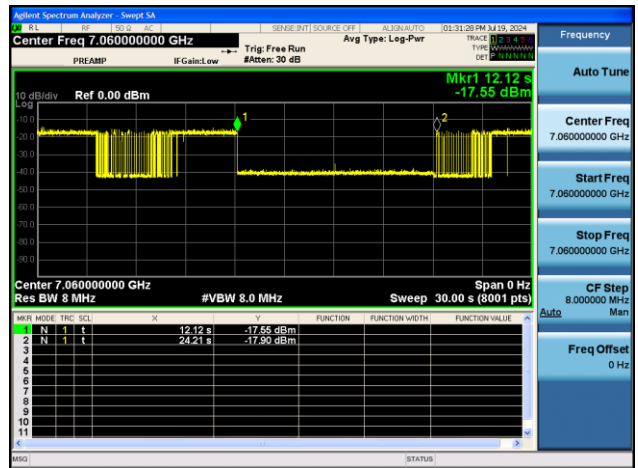 Agilent Spectrum Analyzer - Swept SA
RL RF 50 Ω AC SENSE:INT SOURCE OFF ALIGNAUTO 01:31:28 PM Jul 19, 2024
Center Freq 7.060000000 GHz
PREAMP IFGain:Low
Trig: Free Run
#Atten: 30 dB
Avg Type: Log-Pwr
TRACE 1 2 3 4 5 6
TYPE
DET P N N N N N
Mkr1 12.12 s
-17.55 dBm
10 dB/div Ref 0.00 dBm
Log
-10.0
-20.0
-30.0
-40.0
-50.0
-60.0
-70.0
-80.0
-90.0
1
2
Center 7.060000000 GHz Span 0 Hz
Res BW 8 MHz #VBW 8.0 MHz Sweep 30.00 s (8001 pts)
MKR MODE TRC SCL X Y FUNCTION FUNCTION WIDTH FUNCTION VALUE
1 N 1 t 12.12 s -17.55 dBm
2 N 1 t 24.21 s -17.90 dBm
3
4
5
6
7
8
9
10
11
MSG STATUS
Frequency
Auto Tune
Center Freq
7.060000000 GHz
Start Freq
7.060000000 GHz
Stop Freq
7.060000000 GHz
CF Step
8.000000 MHz
Auto Man
Freq Offset
0 Hz